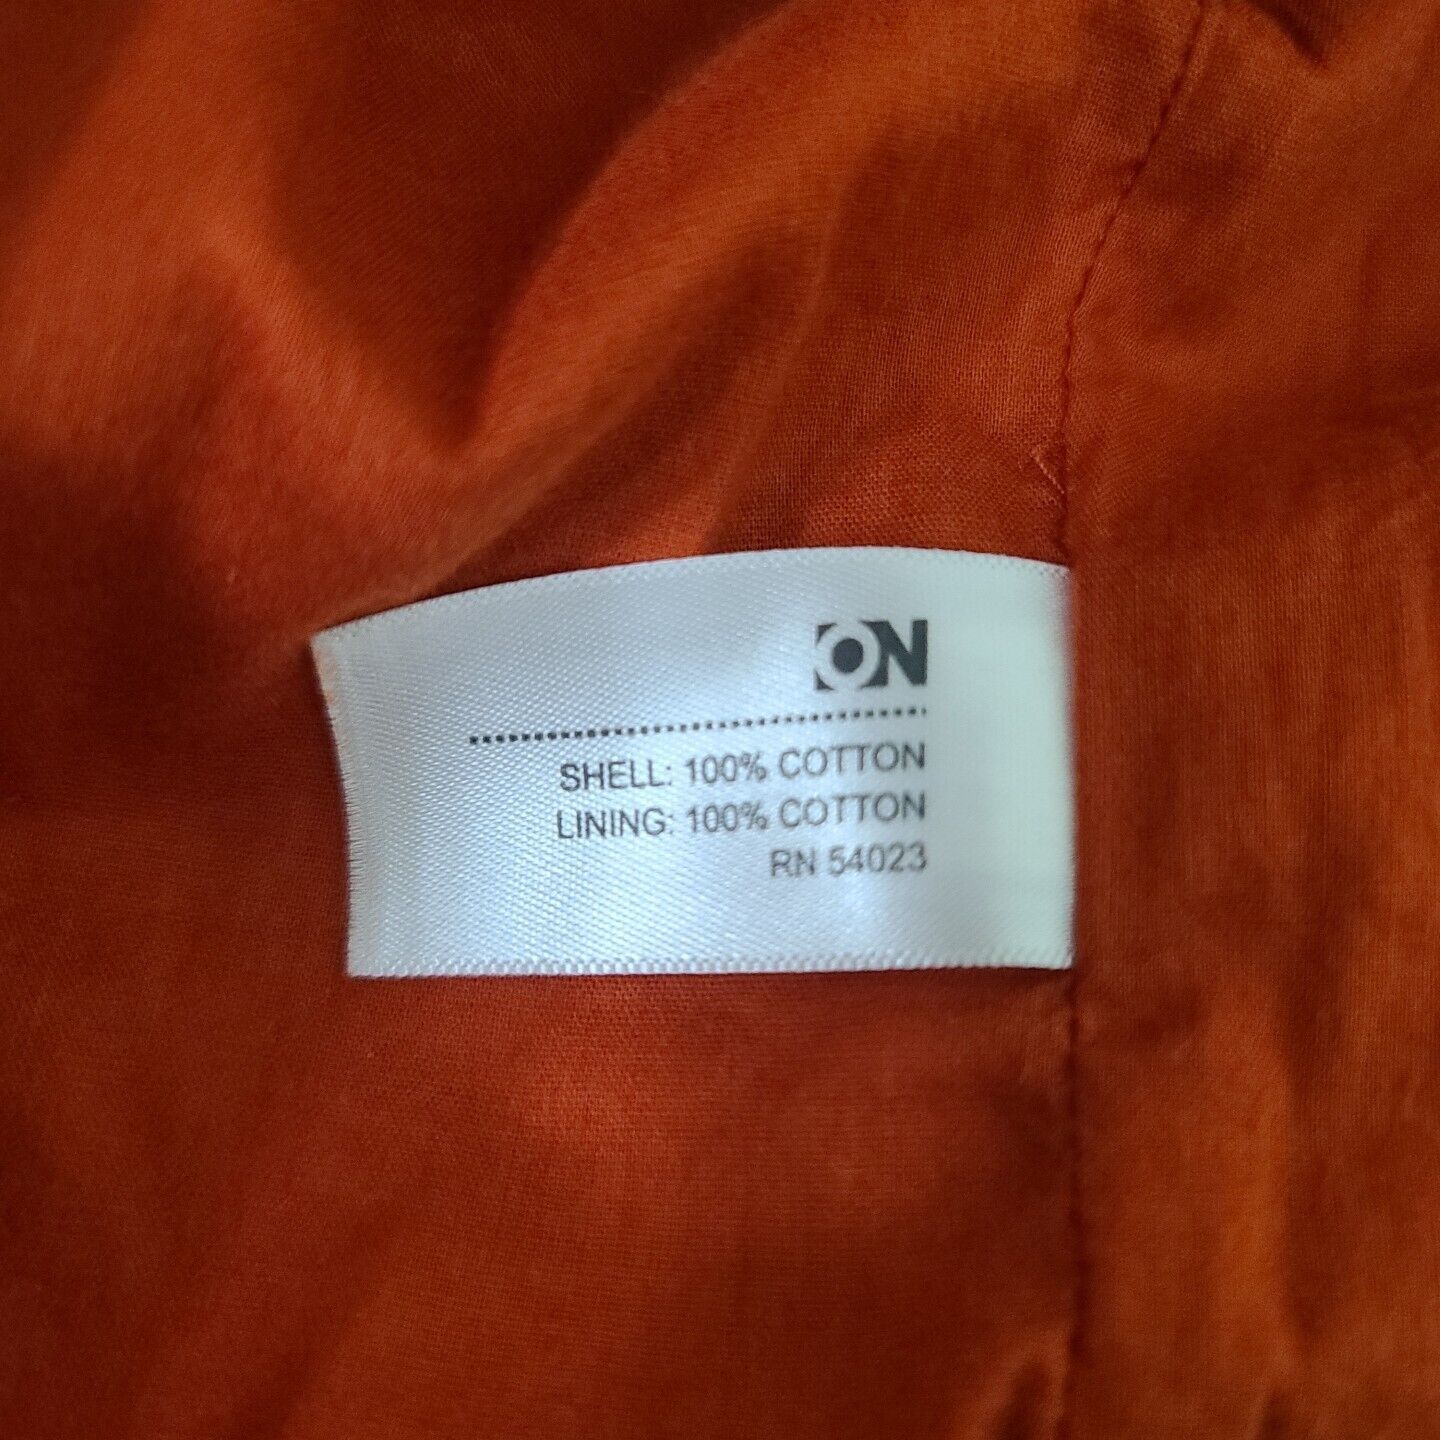 ON
SHELL: 100% COTTON
LINING: 100% COTTON
RN 54023